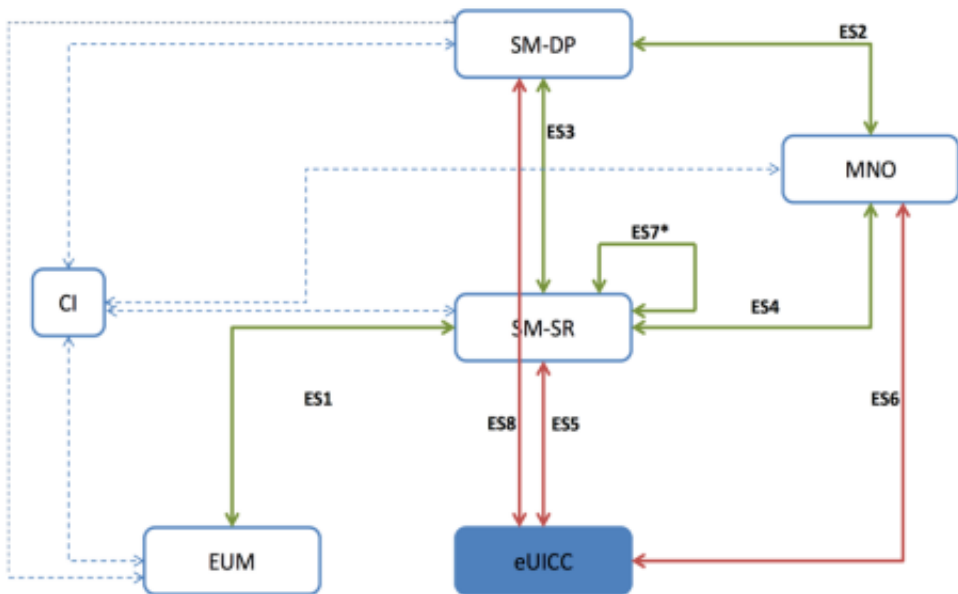 SM-DP
ES2
ES3
MNO
ES7*
CI
SM-SR
ES4
ES1
ES8
ES5
ES6
EUM
eUICC